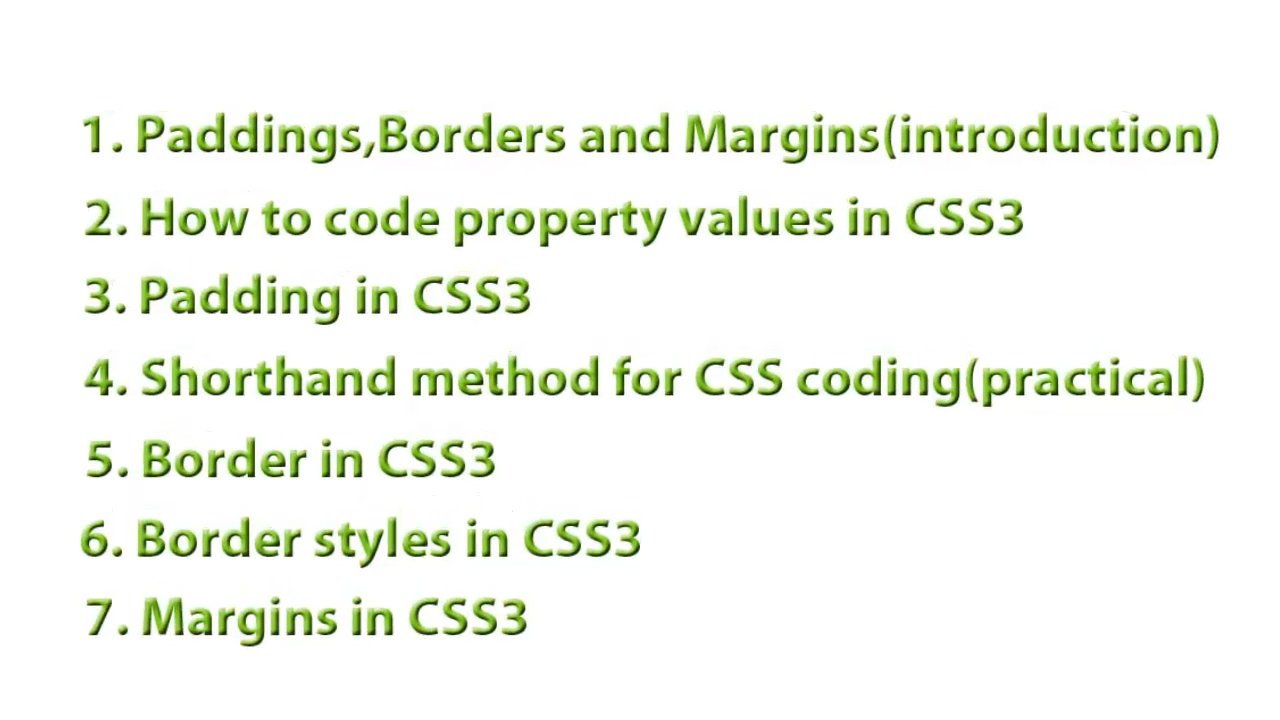 1. Paddings,Borders and Margins(introduction)
2. How to code property values in CSS3
3. Padding in CSS3
4. Shorthand method for CSS coding(practical)
5. Border in CSS3
6. Border styles in CSS3
7. Margins in CSS3